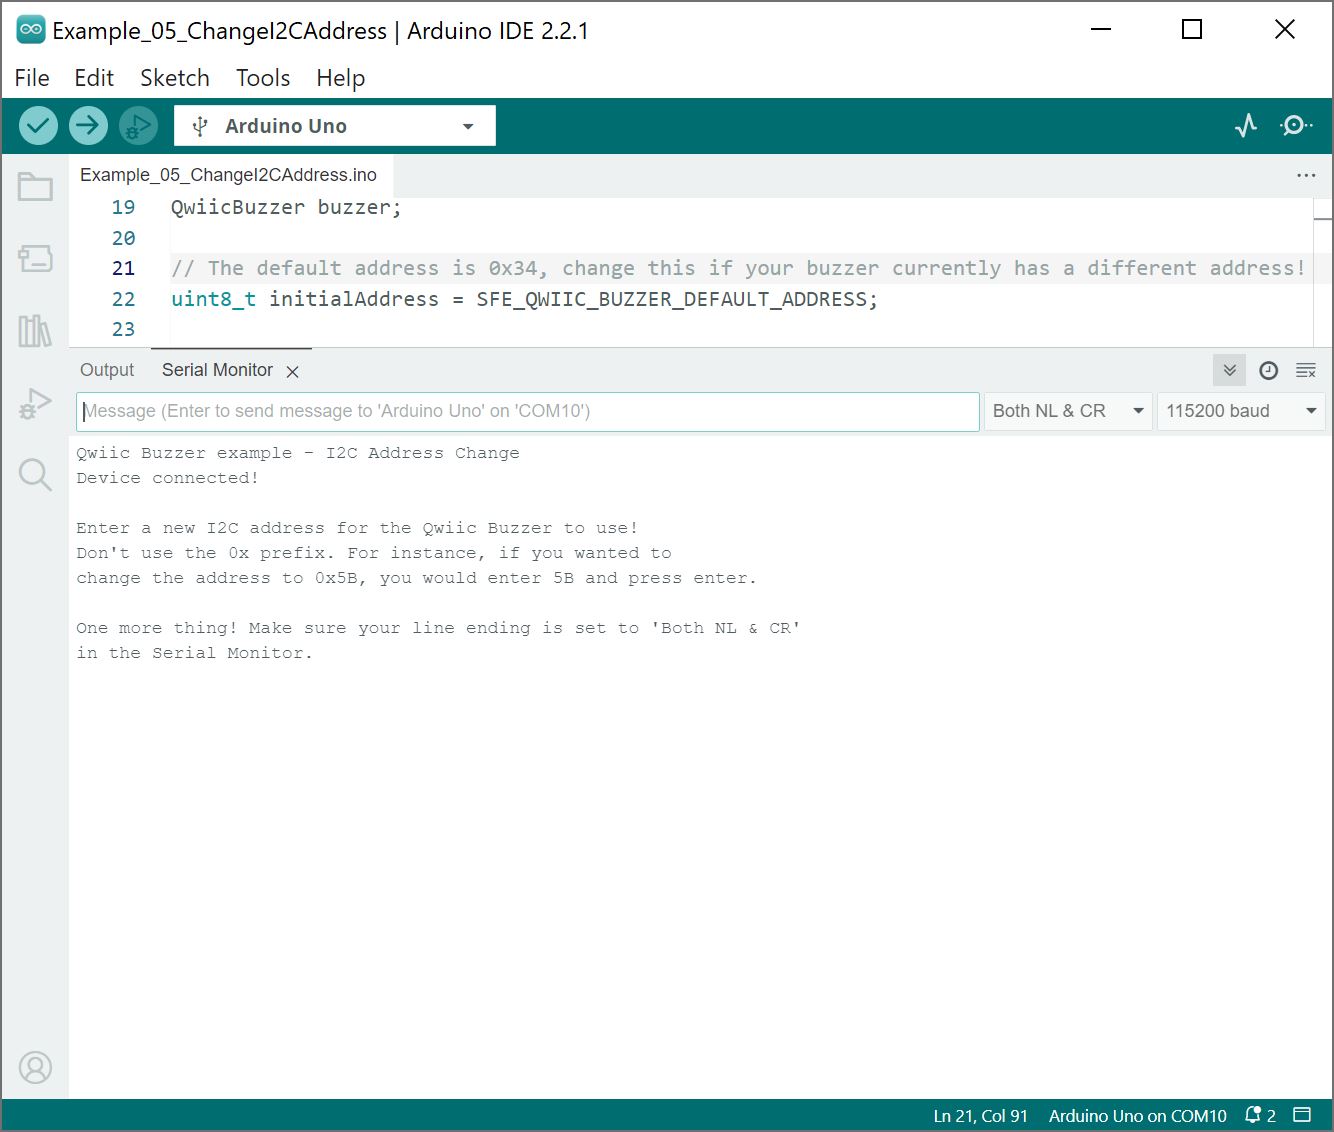 Example_05_ChangeI2CAddress | Arduino IDE 2.2.1
File Edit Sketch Tools Help
Arduino Uno
Example_05_ChangeI2CAddress.ino
19 QwiicBuzzer buzzer;
20
21 // The default address is 0x34, change this if your buzzer currently has a different address!
22 uint8_t initialAddress = SFE_QWIIC_BUZZER_DEFAULT_ADDRESS;
23
Output Serial Monitor
Message (Enter to send message to 'Arduino Uno' on 'COM10') Both NL & CR 115200 baud
Qwiic Buzzer example - I2C Address Change
Device connected!
Enter a new I2C address for the Qwiic Buzzer to use!
Don't use the 0x prefix. For instance, if you wanted to
change the address to 0x5B, you would enter 5B and press enter.
One more thing! Make sure your line ending is set to 'Both NL & CR'
in the Serial Monitor.
Ln 21, Col 91 Arduino Uno on COM10 2